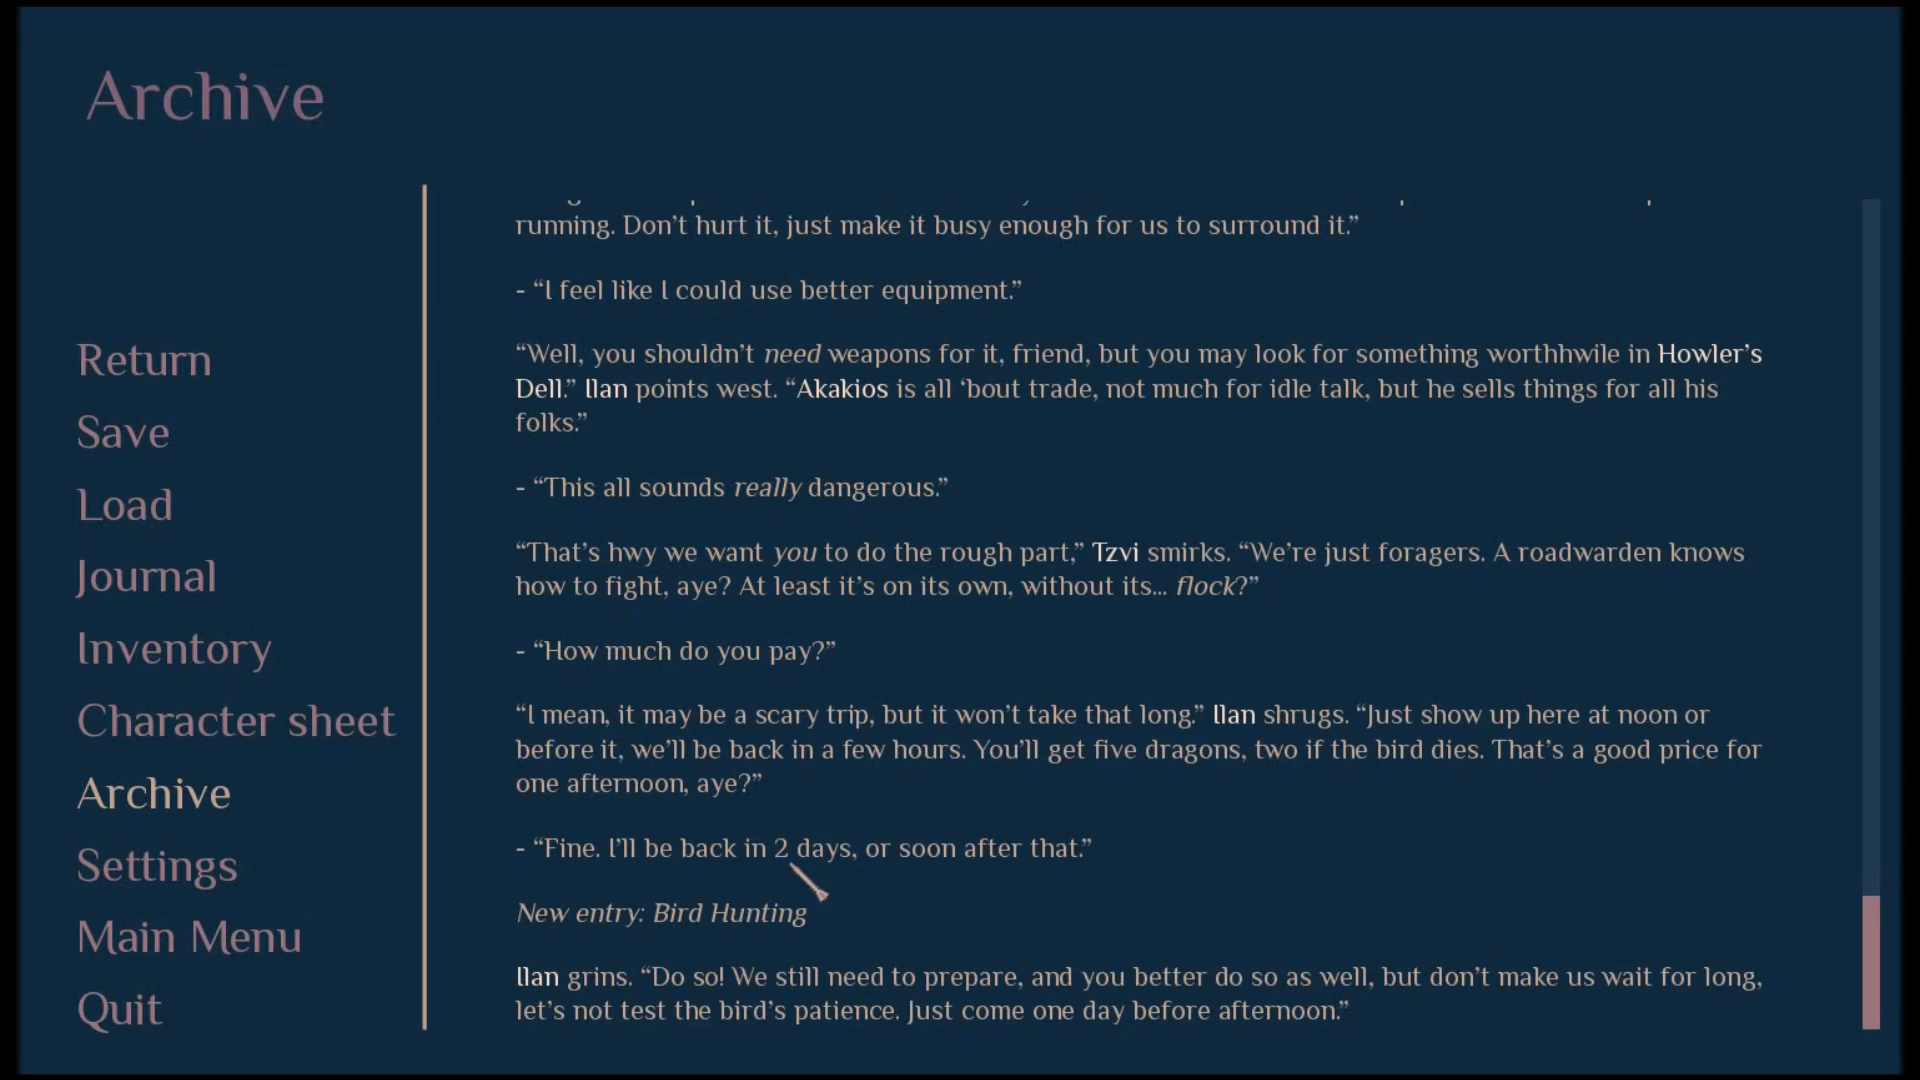 Archive
Return
Save
Load
Journal
Inventory
Character sheet
Archive
Settings
Main Menu
Quit
running. Don’t hurt it, just make it busy enough for us to surround it.”
- “I feel like I could use better equipment.”
“Well, you shouldn’t need weapons for it, friend, but you may look for something worthhwile in Howler’s
Dell.” Ilan points west. “Akakios is all ‘bout trade, not much for idle talk, but he sells things for all his
folks.”
- “This all sounds really dangerous.”
“That’s hwy we want you to do the rough part,” Tzvi smirks. “We’re just foragers. A roadwarden knows
how to fight, aye? At least it’s on its own, without its... flock?”
- “How much do you pay?”
“I mean, it may be a scary trip, but it won’t take that long.” Ilan shrugs. “Just show up here at noon or
before it, we’ll be back in a few hours. You’ll get five dragons, two if the bird dies. That’s a good price for
one afternoon, aye?”
- “Fine. I’ll be back in 2 days, or soon after that.”
New entry: Bird Hunting
Ilan grins. “Do so! We still need to prepare, and you better do so as well, but don’t make us wait for long,
let’s not test the bird’s patience. Just come one day before afternoon.”